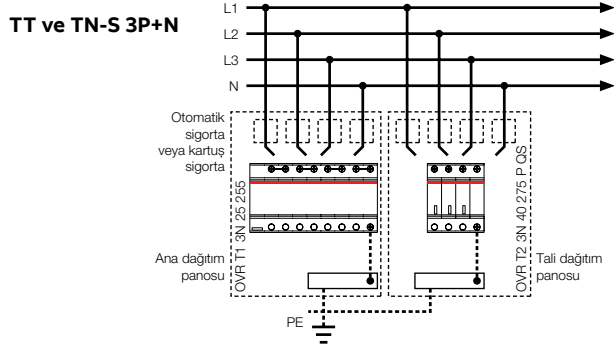 TT ve TN-S 3P+N
L1
L2
L3
N
Otomatik
sigorta
veya kartuş
sigorta
OVR T1 3N 25 255
OVR T2 3N 40 275 P QS
Ana dağıtım
panosu
Tali dağıtım
panosu
PE